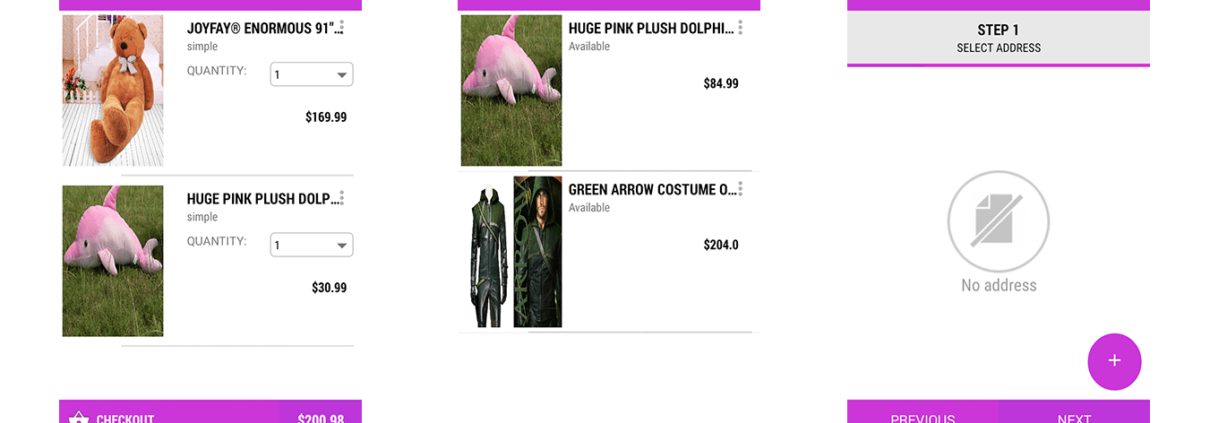 JOYFAY® ENORMOUS 91"...
simple
QUANTITY:
1
$169.99
HUGE PINK PLUSH DOLP...
simple
QUANTITY:
1
$30.99
CHECKOUT
$200.98
HUGE PINK PLUSH DOLPHI...
Available
$84.99
GREEN ARROW COSTUME O...
Available
$204.0
ARROW
STEP 1
SELECT ADDRESS
No address
+
PREVIOUS
NEXT